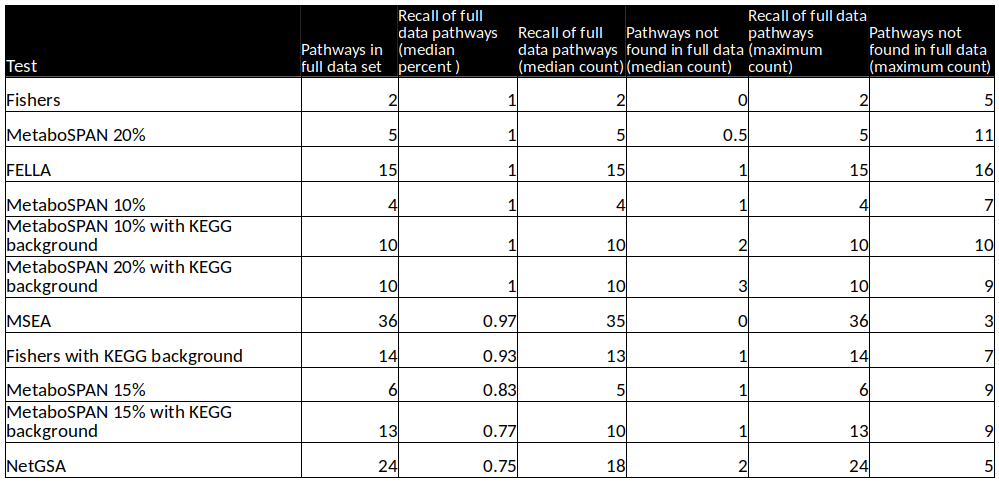 Test
Pathways in
full data set
Recall of full
data pathways
(median
percent )
Recall of full
data pathways
(median count)
Pathways not
found in full data
(median count)
Recall of full data
pathways
(maximum
count)
Pathways not
found in full data
(maximum count)
Fishers 2 1 2 0 2 5
MetaboSPAN 20% 5 1 5 0.5 5 11
FELLA 15 1 15 1 15 16
MetaboSPAN 10% 4 1 4 1 4 7
MetaboSPAN 10% with KEGG
background 10 1 10 2 10 10
MetaboSPAN 20% with KEGG
background 10 1 10 3 10 9
MSEA 36 0.97 35 0 36 3
Fishers with KEGG background 14 0.93 13 1 14 7
MetaboSPAN 15% 6 0.83 5 1 6 9
MetaboSPAN 15% with KEGG
background 13 0.77 10 1 13 9
NetGSA 24 0.75 18 2 24 5